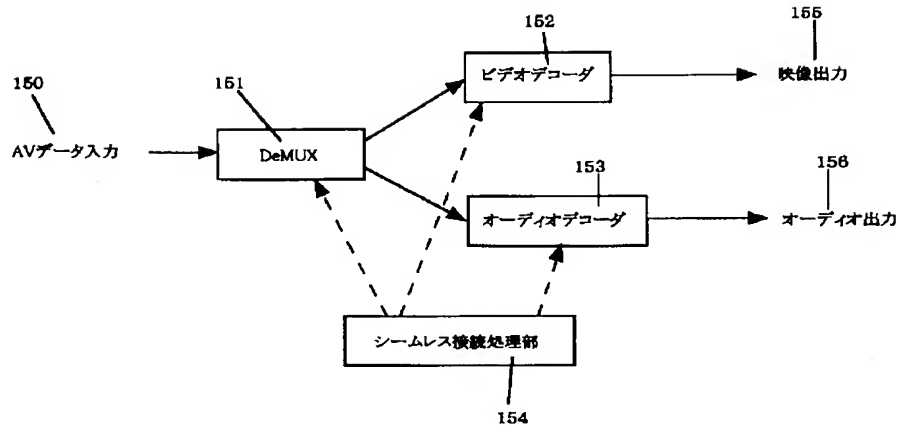 152
155
ビデオデコーダ
映像出力
150
151
AVデータ入力
DeMUX
153
156
オーディオデコーダ
オーディオ出力
シームレス接続処理部
154